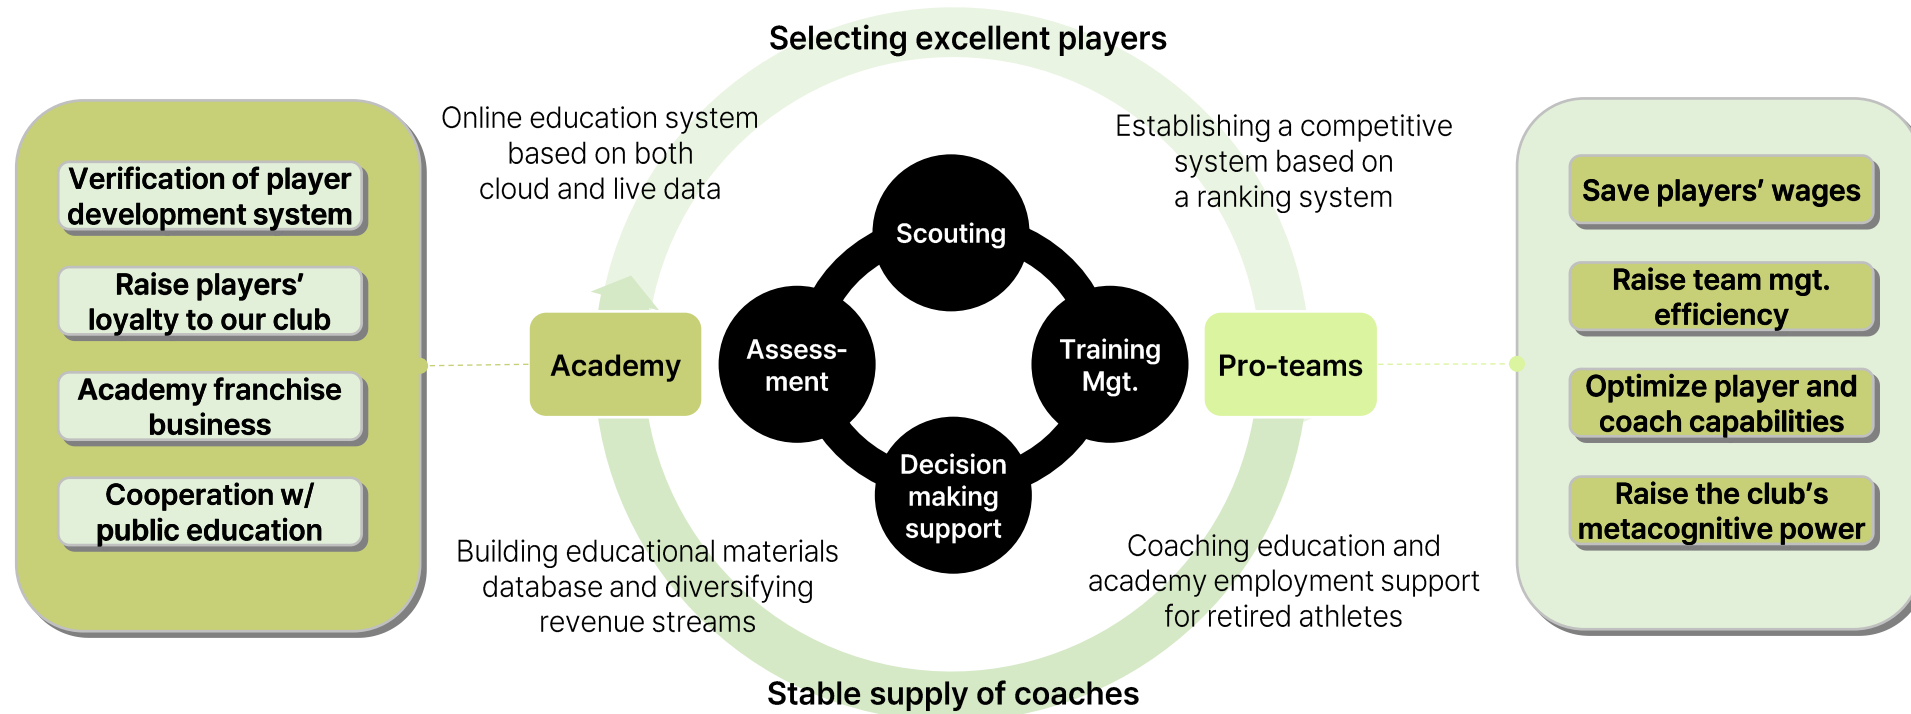 Selecting excellent players
Verification of player
development system
Raise players’
loyalty to our club
Academy franchise
business
Cooperation w/
public education
Online education system
based on both
cloud and live data
Establishing a competitive
system based on
a ranking system
Academy
Scouting
Assess-
ment
Training
Mgt.
Decision
making
support
Pro-teams
Building educational materials
database and diversifying
revenue streams
Coaching education and
academy employment support
for retired athletes
Stable supply of coaches
Save players’ wages
Raise team mgt.
efficiency
Optimize player and
coach capabilities
Raise the club’s
metacognitive power